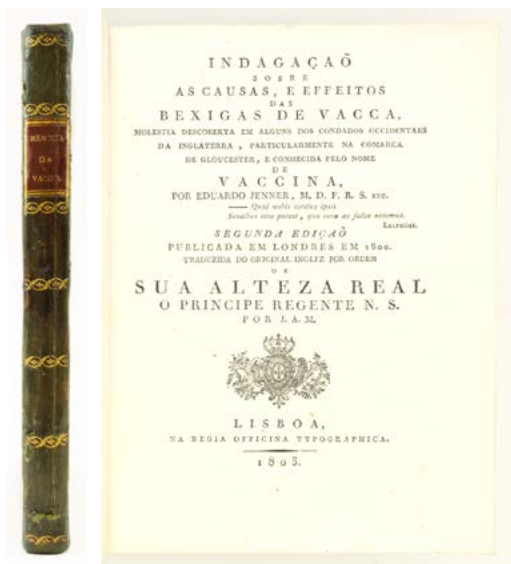 MEMORIA
DA
VACCINA
INDAGAÇAÕ
SOBRE
AS CAUSAS, E EFFEITOS
DAS
BEXIGAS DE VACCA,
MOLESTIA DESCOBERTA EM ALGUNS DOS CONDADOS OCCIDENTAES
DA INGLATERRA, PARTICULARMENTE NA COMARCA
DE GLOUCESTER, E CONHECIDA PELO NOME
DE
VACCINA,
POR EDUARDO JENNER, M. D. F. R. S. etc.
—— Quid nobis certius ipsis
Sensibus esse potest, quo vera ac falsa notemus.
Lucretius.
SEGUNDA EDIÇAÕ
PUBLICADA EM LONDRES EM 1800.
TRADUZIDA DO ORIGINAL INGLEZ POR ORDEM
DE
SUA ALTEZA REAL
O PRINCIPE REGENTE N. S.
POR J. A. M.
LISBOA,
NA REGIA OFFICINA TYPOGRAPHICA.
1803.